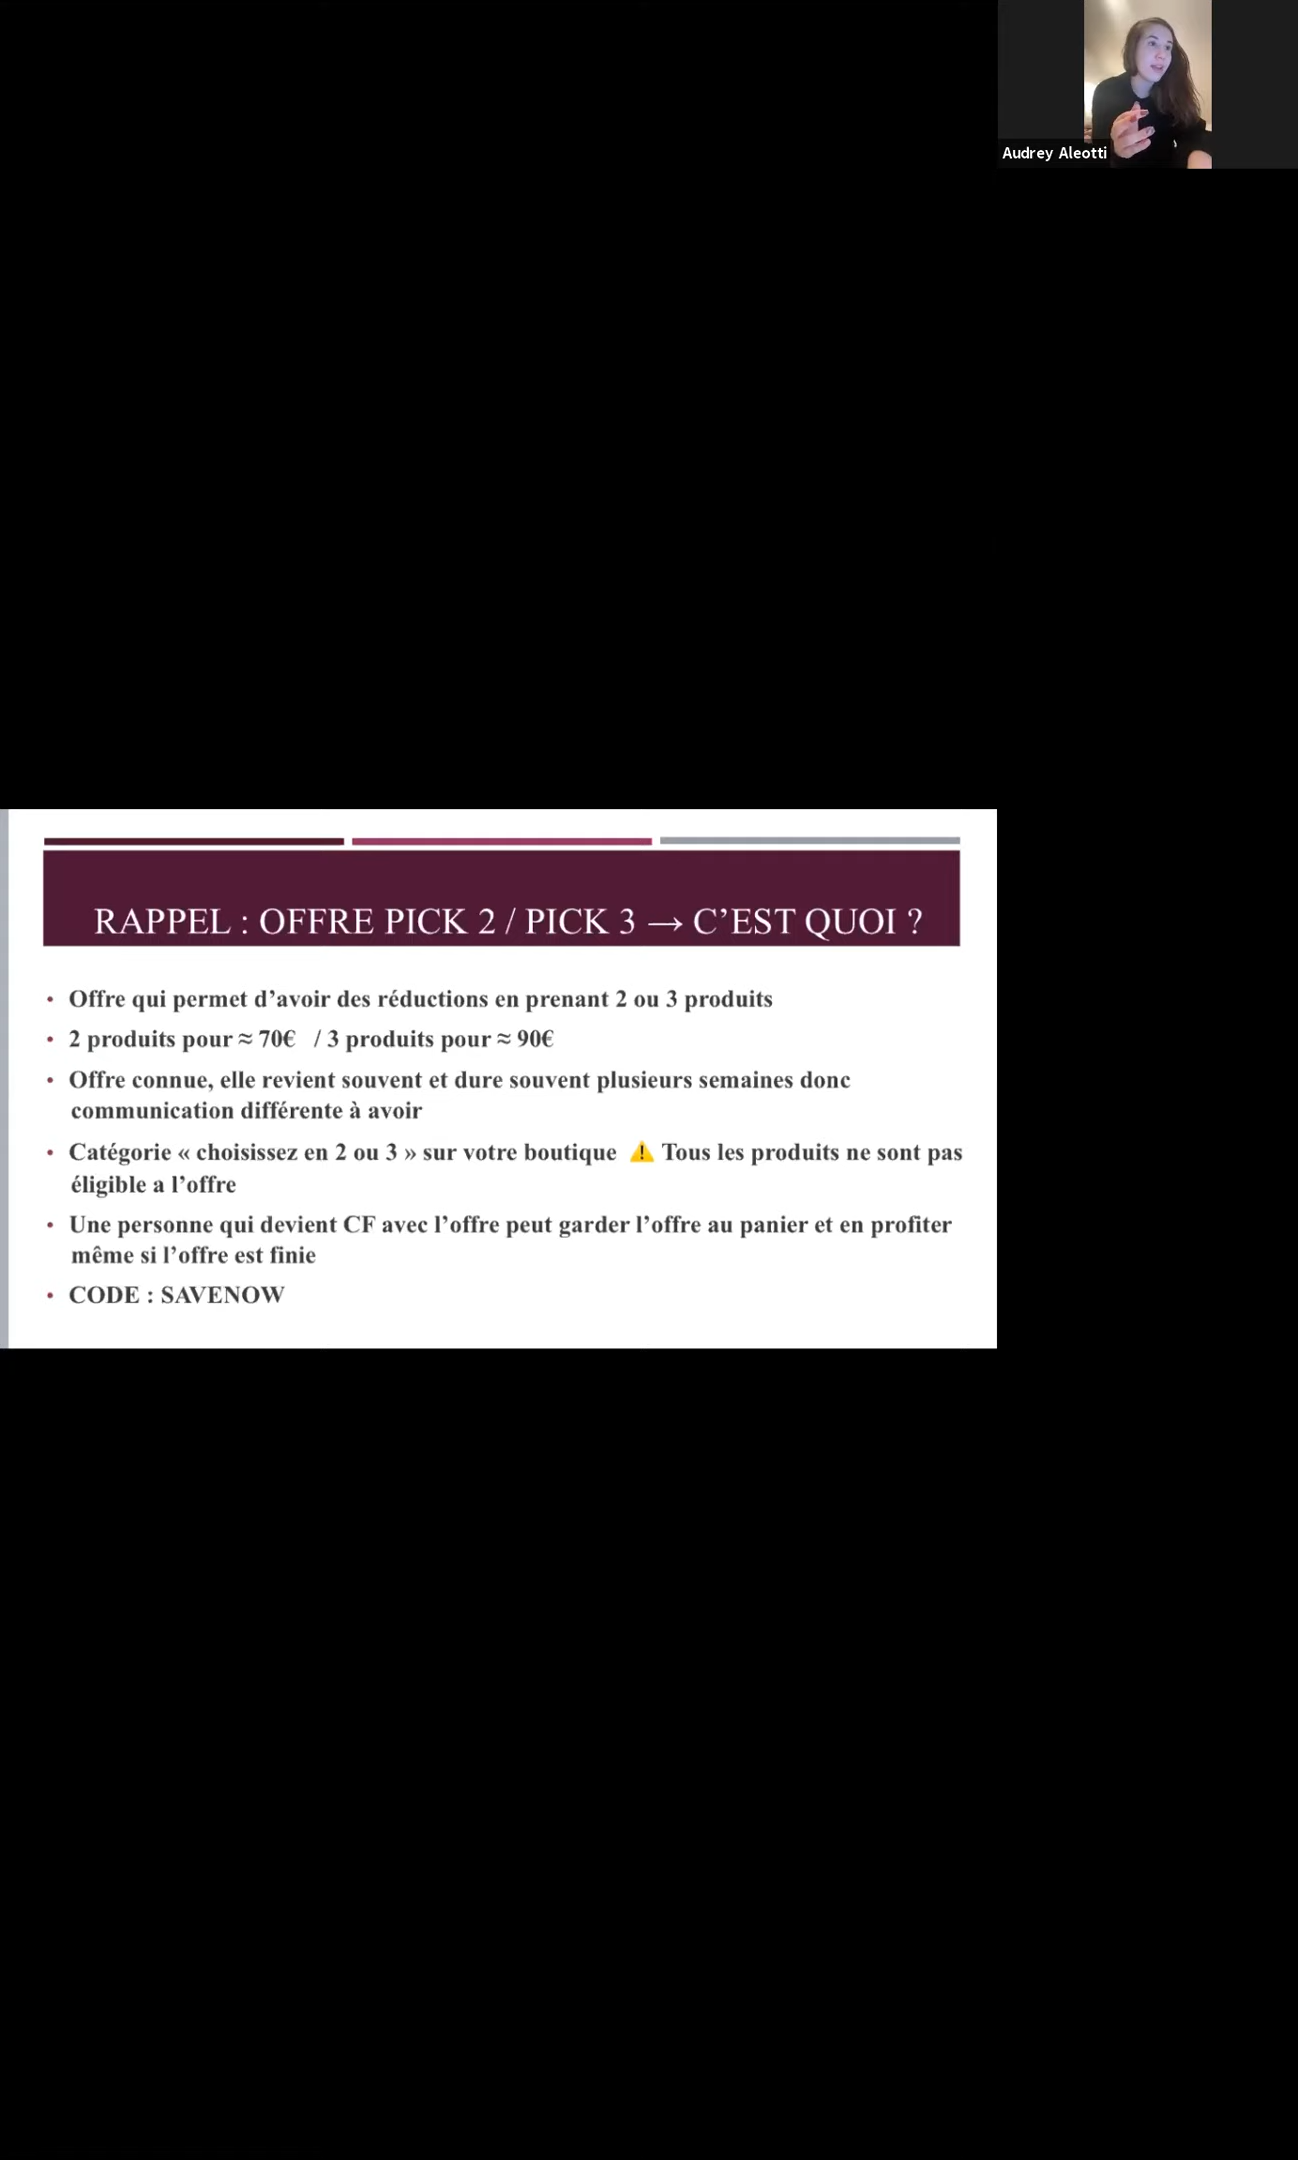 Audrey Aleotti
RAPPEL : OFFRE PICK 2 / PICK 3 → C’EST QUOI ?
• Offre qui permet d’avoir des réductions en prenant 2 ou 3 produits
• 2 produits pour ≈ 70€ / 3 produits pour ≈ 90€
• Offre connue, elle revient souvent et dure souvent plusieurs semaines donc
communication différente à avoir
• Catégorie « choisissez en 2 ou 3 » sur votre boutique ⚠️ Tous les produits ne sont pas
éligible a l’offre
• Une personne qui devient CF avec l’offre peut garder l’offre au panier et en profiter
même si l’offre est finie
• CODE : SAVENOW